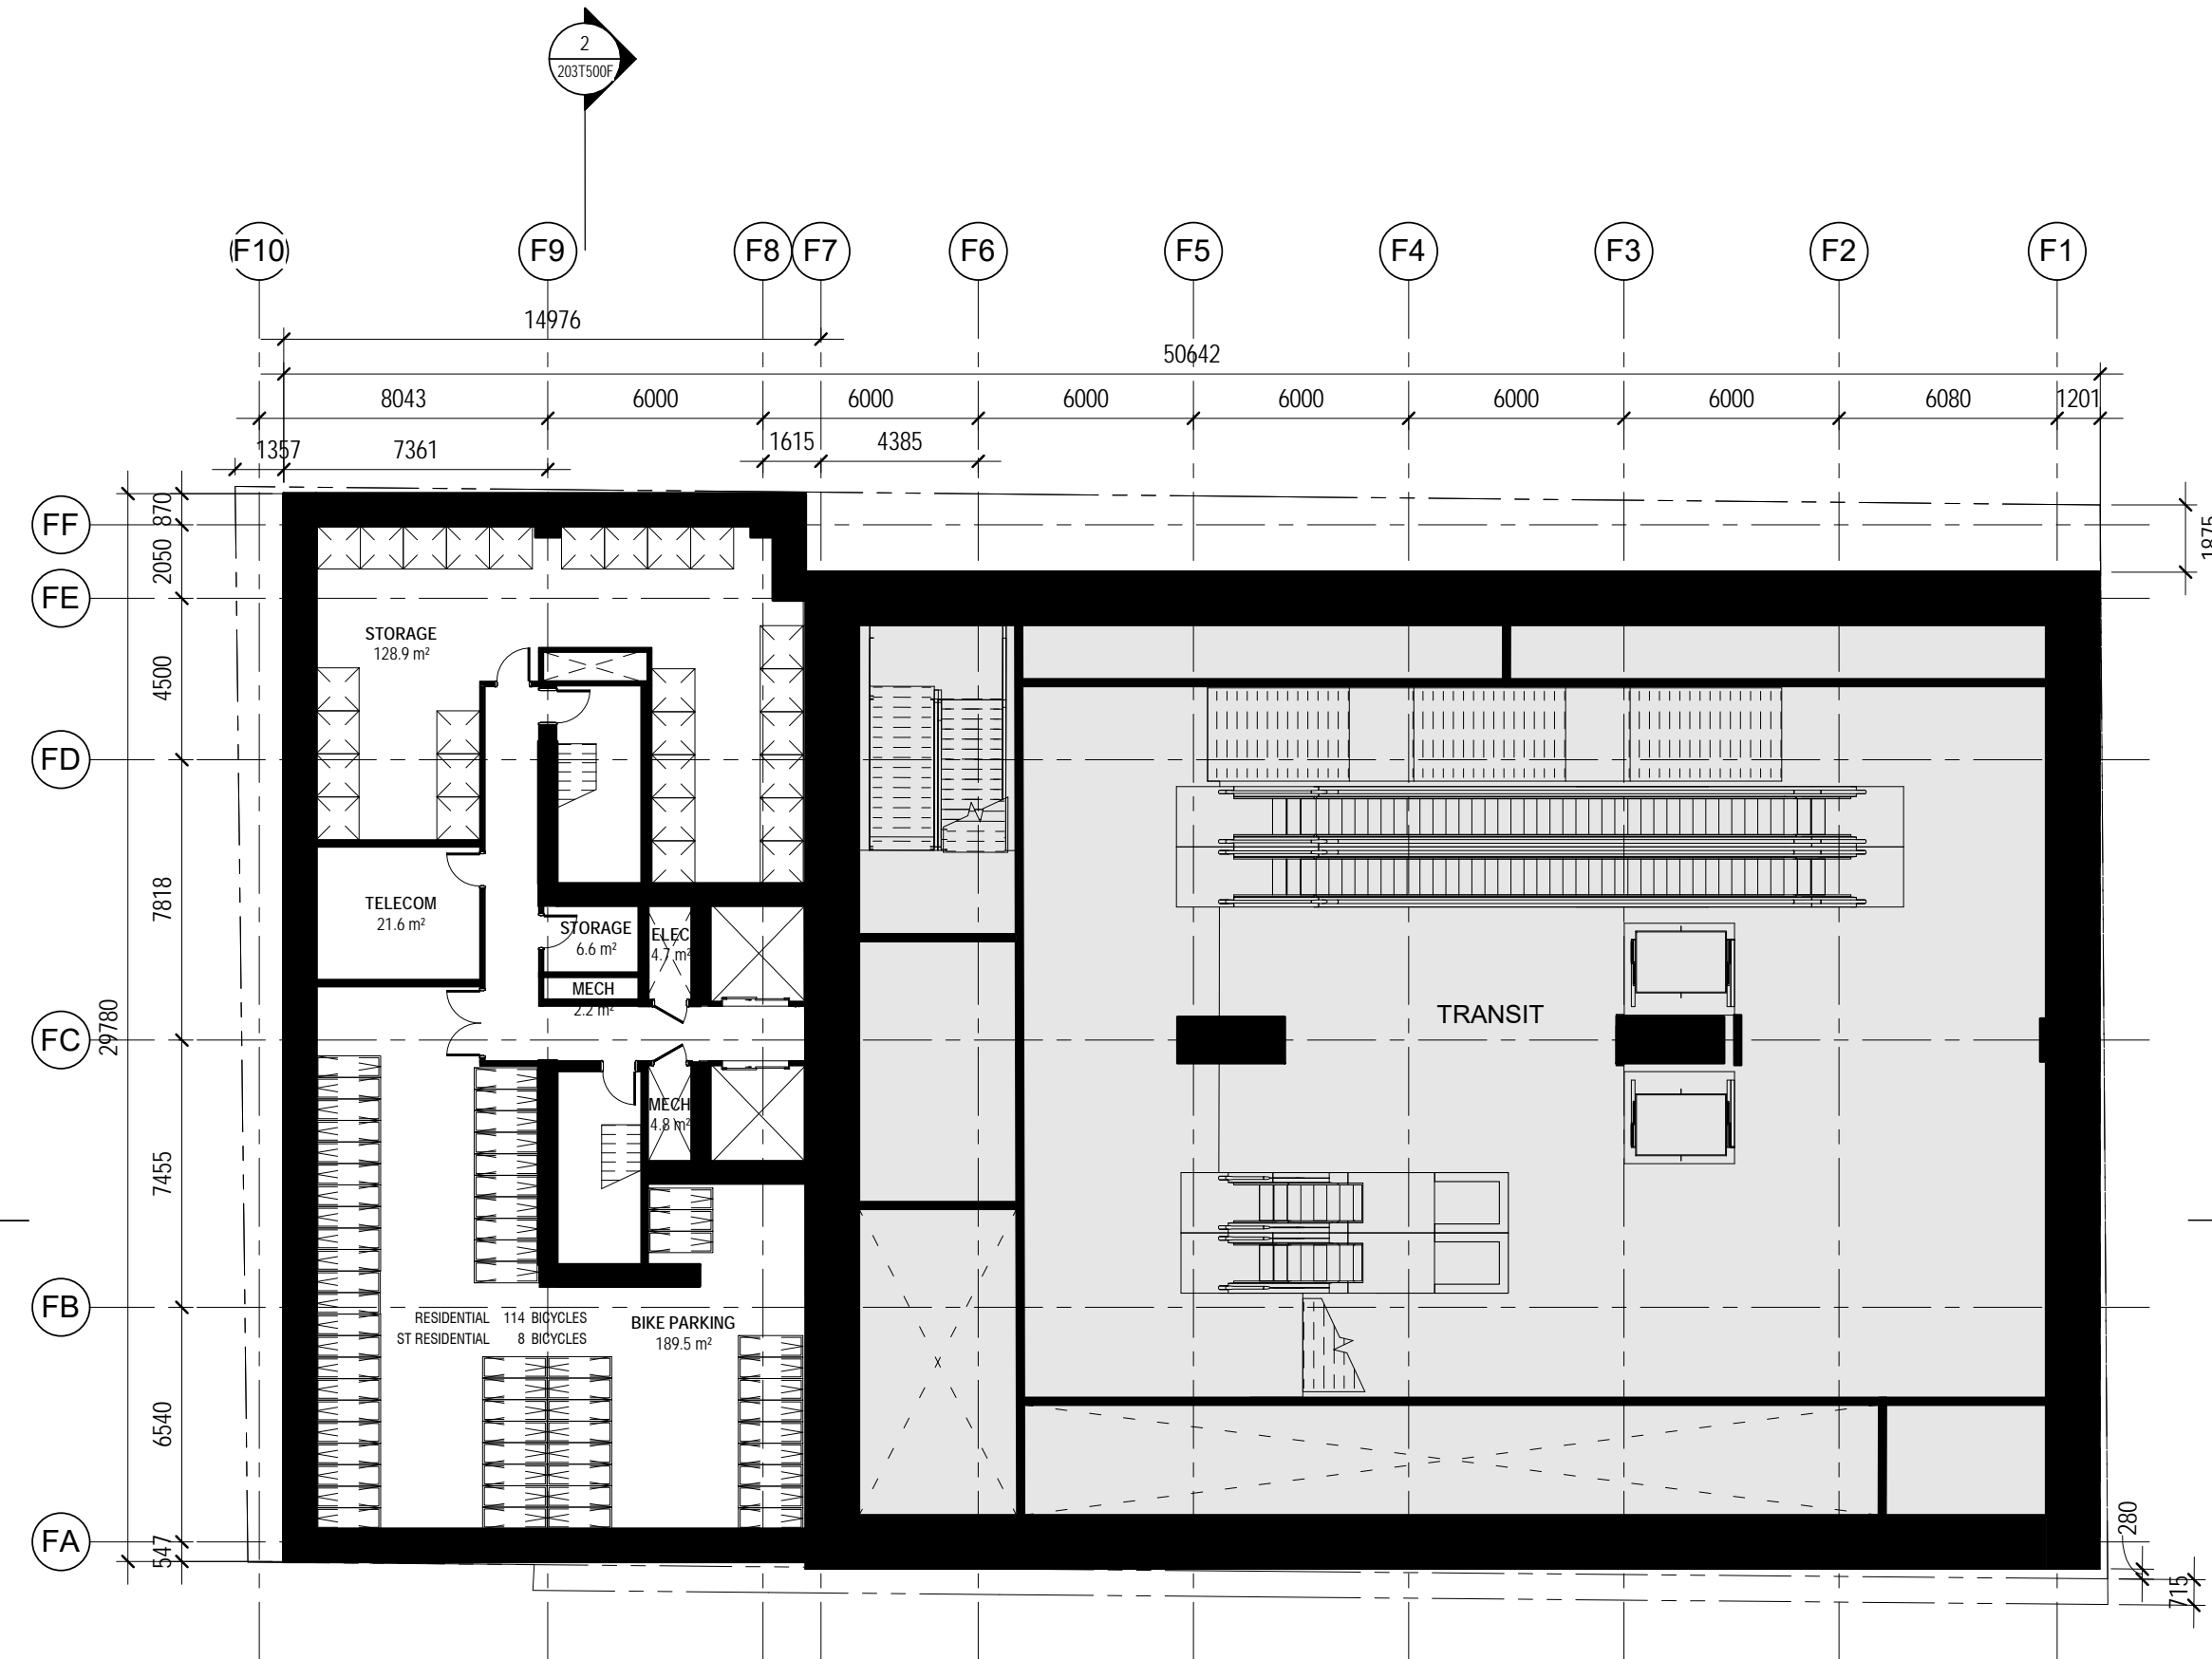 2
203T500F
F10 F9 F8 F7 F6 F5 F4 F3 F2 F1
14976
50642
8043 6000 6000 6000 6000 6000 6000 6080 1201
1357 7361 1615 4385
FF
FE
FD
FC
FB
FA
870
2050
4500
7818
7455
6540
547
29780
1875
280
715
STORAGE
128.9 m²
TELECOM
21.6 m²
STORAGE
6.6 m²
ELEC
4.7 m²
MECH
2.2 m²
MECH
4.8 m²
TRANSIT
RESIDENTIAL 114 BICYCLES
ST RESIDENTIAL 8 BICYCLES
BIKE PARKING
189.5 m²